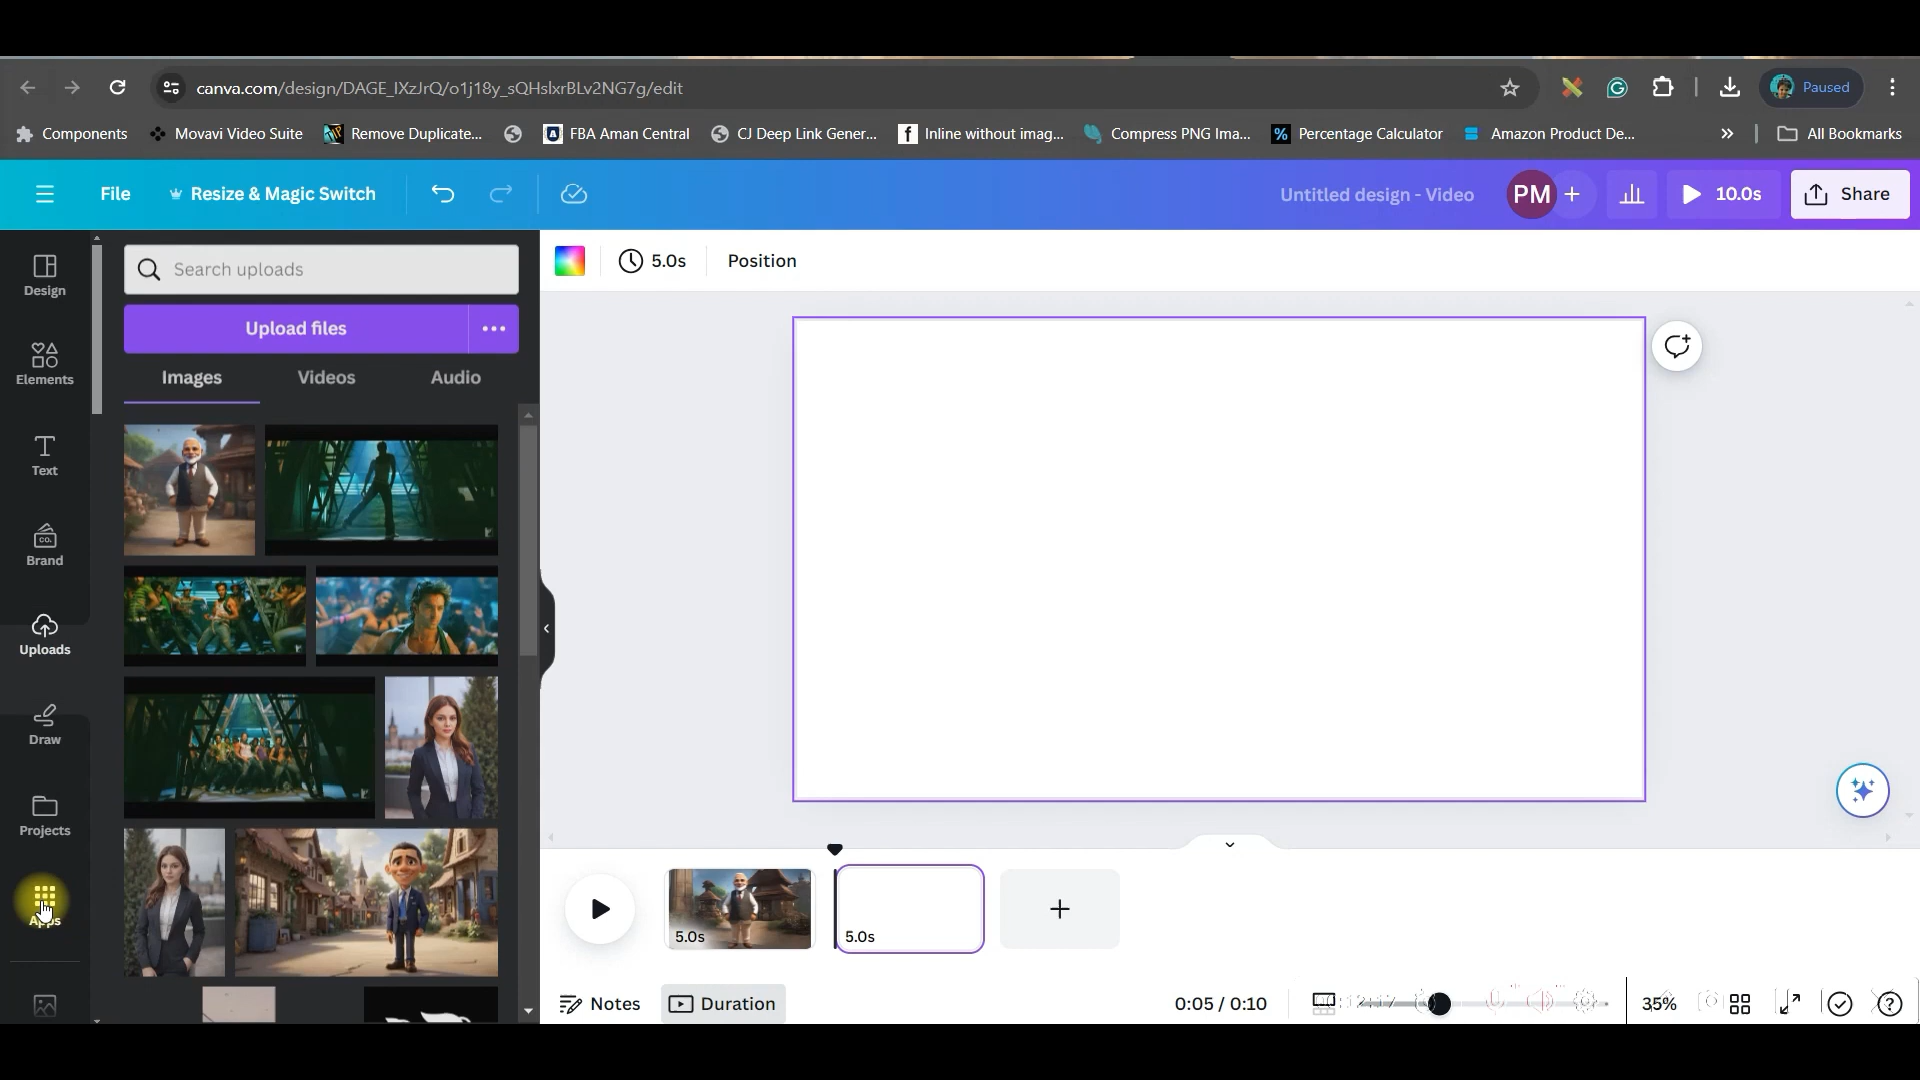 canva.com/design/DAGE_IXzJrQ/o1j18y_sQHslxrBLv2NG7g/edit
Paused
Components
Movavi Video Suite
Remove Duplicate...
FBA Aman Central
CJ Deep Link Gener...
Inline without imag...
Compress PNG Ima...
Percentage Calculator
Amazon Product De...
All Bookmarks
File
Resize & Magic Switch
Untitled design - Video
PM
10.0s
Share
Design
Elements
Text
CO.
Brand
Uploads
Draw
Projects
Apps
Search uploads
Upload files
Images
Videos
Audio
5.0s
Position
5.0s
5.0s
Notes
Duration
0:05 / 0:10
35%